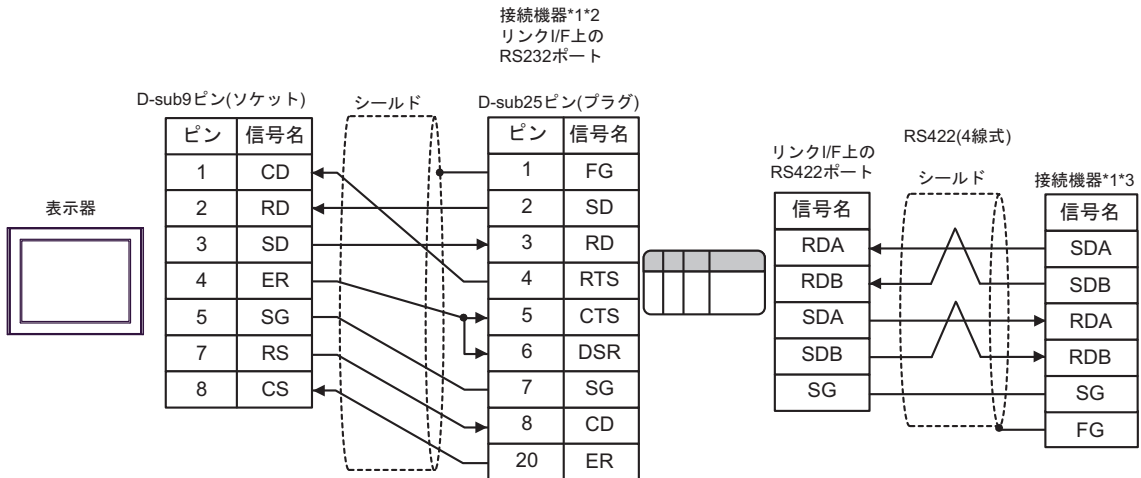 接続機器*1*2
リンクI/F上の
RS232ポート
D-sub9ピン(ソケット)
シールド
D-sub25ピン(プラグ)
ピン 信号名
1 CD
2 RD
3 SD
4 ER
5 SG
7 RS
8 CS
ピン 信号名
1 FG
2 SD
3 RD
4 RTS
5 CTS
6 DSR
7 SG
8 CD
20 ER
表示器
リンクI/F上の
RS422ポート
RS422(4線式)
シールド
接続機器*1*3
信号名
RDA
RDB
SDA
SDB
SG
信号名
SDA
SDB
RDA
RDB
SG
FG